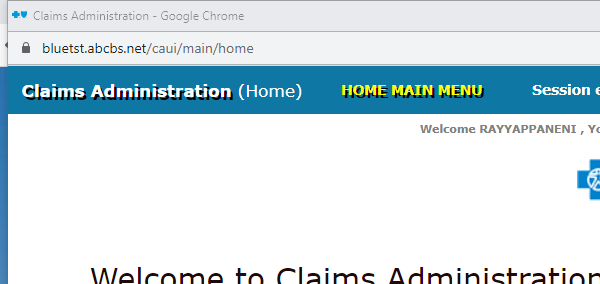 Claims Administration - Google Chrome
bluetst.abcbs.net/caui/main/home
Claims Administration (Home) HOME MAIN MENU Session
Welcome RAYYAPPANENI ,
Welcome to Claims Administration